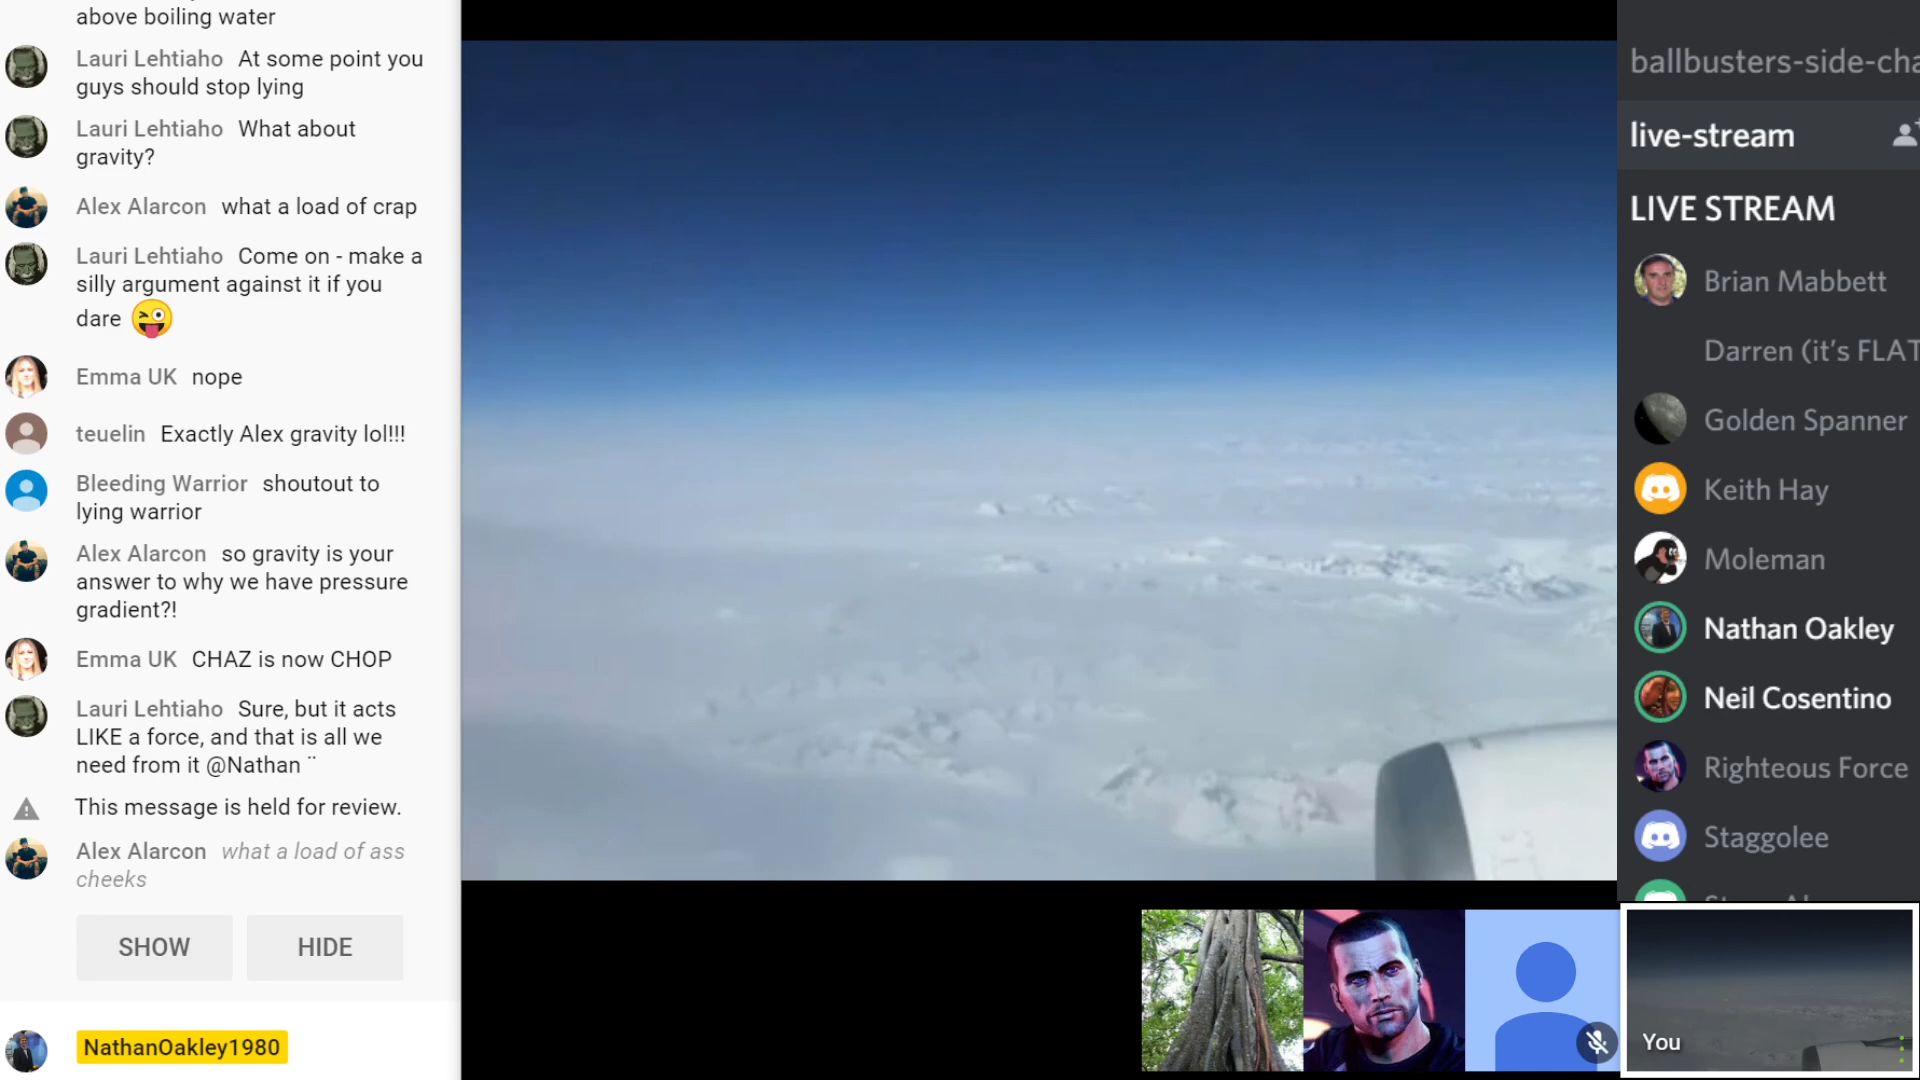 above boiling water
Lauri Lehtiaho At some point you
guys should stop lying
Lauri Lehtiaho What about
gravity?
Alex Alarcon what a load of crap
Lauri Lehtiaho Come on - make a
silly argument against it if you
dare
Emma UK nope
teuelin Exactly Alex gravity lol!!!
Bleeding Warrior shoutout to
lying warrior
Alex Alarcon so gravity is your
answer to why we have pressure
gradient?!
Emma UK CHAZ is now CHOP
Lauri Lehtiaho Sure, but it acts
LIKE a force, and that is all we
need from it @Nathan ¨
This message is held for review.
Alex Alarcon what a load of ass
cheeks
SHOW HIDE
NathanOakley1980
ballbusters-side-cha
live-stream
LIVE STREAM
Brian Mabbett
Darren (it’s FLAT
Golden Spanner
Keith Hay
Moleman
Nathan Oakley
Neil Cosentino
Righteous Force
Staggolee
You